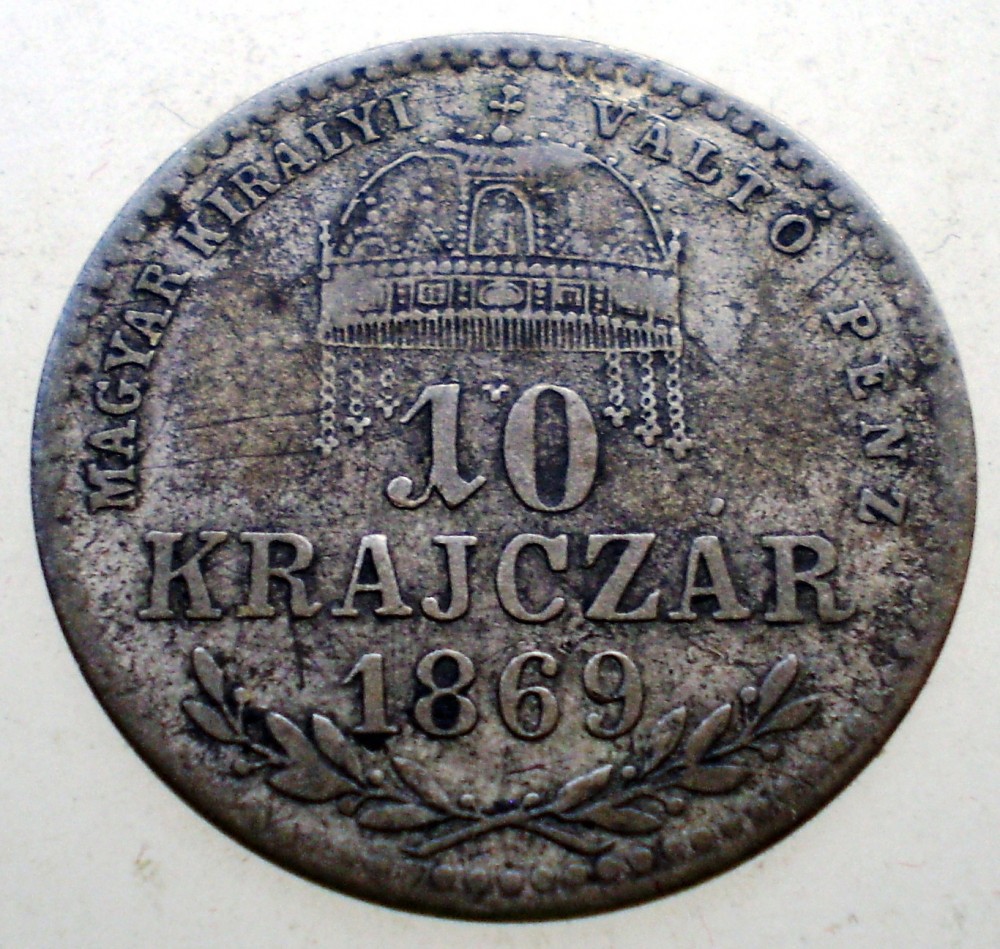 MAGYAR KIRÁLYI VÁLTÓ PÉNZ
10
KRAJCZÁR
1869